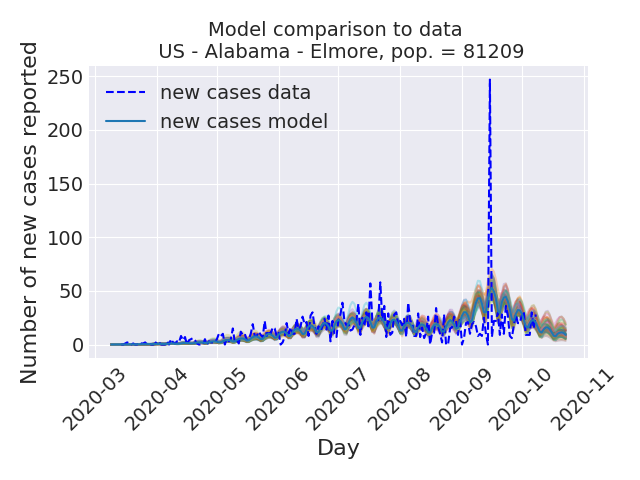 Model comparison to data
US - Alabama - Elmore, pop. = 81209
Number of new cases reported
250
200
150
100
50
0
new cases data
new cases model
2020-03
2020-04
2020-05
2020-06
2020-07
2020-08
2020-09
2020-10
2020-11
Day